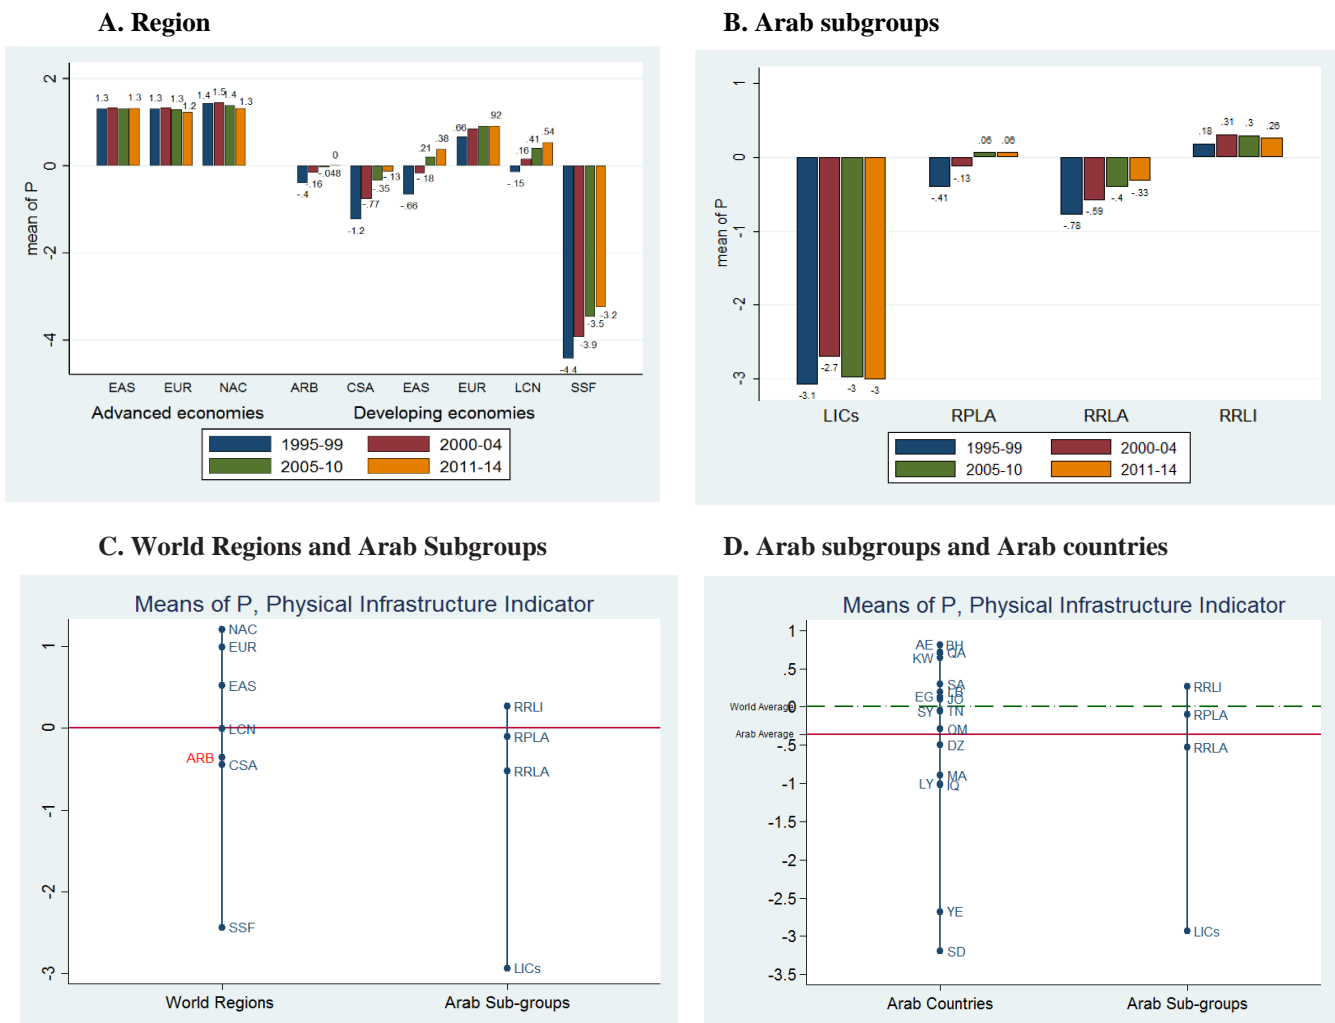 A. Region
B. Arab subgroups
mean of P
2
0
-2
-4
1.3 1.3 1.3 1.3 1.2 1.4 1.5 1.4 1.3
-.4 -.16 -.048 0
-1.2 -.77 -.35 -.13
-.66 -.18 .21 .38
.66 .92
-.15 .16 .41 .54
-4.4 -3.9 -3.5 -3.2
EAS EUR NAC ARB CSA EAS EUR LCN SSF
Advanced economies Developing economies
1995-99 2000-04
2005-10 2011-14
mean of P
1
0
-1
-2
-3
-3.1 -2.7 -3 -3
-.41 -.13 .06 .06
-.78 -.59 -.4 -.33
.18 .31 .3 .26
LICs RPLA RRLA RRLI
1995-99 2000-04
2005-10 2011-14
C. World Regions and Arab Subgroups
D. Arab subgroups and Arab countries
Means of P, Physical Infrastructure Indicator
1
0
-1
-2
-3
NAC
EUR
EAS
LCN
ARB
CSA
SSF
RRLI
RPLA
RRLA
LICs
World Regions Arab Sub-groups
Means of P, Physical Infrastructure Indicator
1
.5
0
-.5
-1
-1.5
-2
-2.5
-3
-3.5
World Average
Arab Average
AE BH
QA
KW
SA
LB
EG JO
SY TN
OM
DZ
MA
LY IQ
YE
SD
RRLI
RPLA
RRLA
LICs
Arab Countries Arab Sub-groups